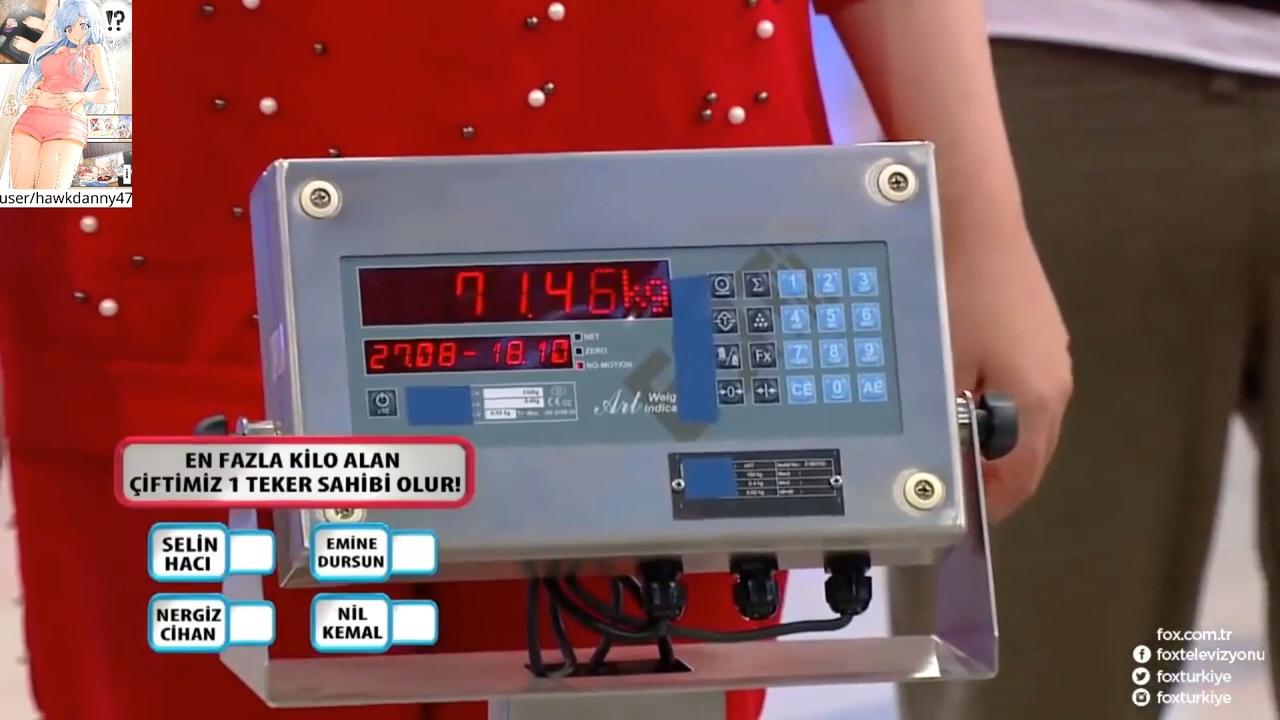 !?
user/hawkdanny47
71.46kg
27.08-18.10
NET
ZERO
NO-MOTION
Σ
1
2
3
4
5
6
Fx
7
8
9
CE
0
AE
Art
EN FAZLA KİLO ALAN
ÇİFTİMİZ 1 TEKER SAHİBİ OLUR!
SELİN
HACI
EMİNE
DURSUN
NERGİZ
CİHAN
NİL
KEMAL
fox.com.tr
foxtelevizyonu
foxturkiye
foxturkiye